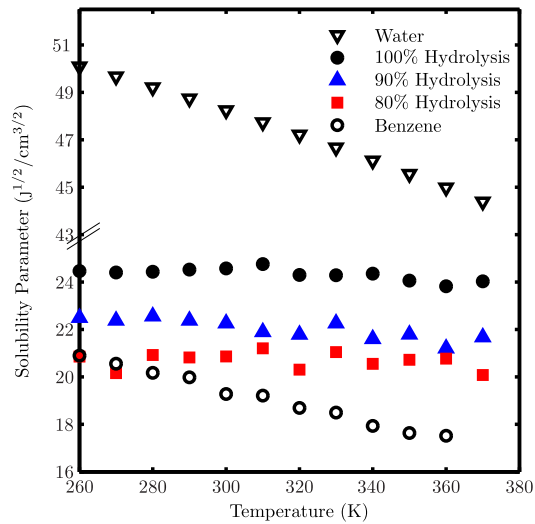 51
49
47
45
43
24
22
20
18
16
260
280
300
320
340
360
380
Temperature (K)
Solubility Parameter (J^{1/2}/cm^{3/2})
Water
100% Hydrolysis
90% Hydrolysis
80% Hydrolysis
Benzene